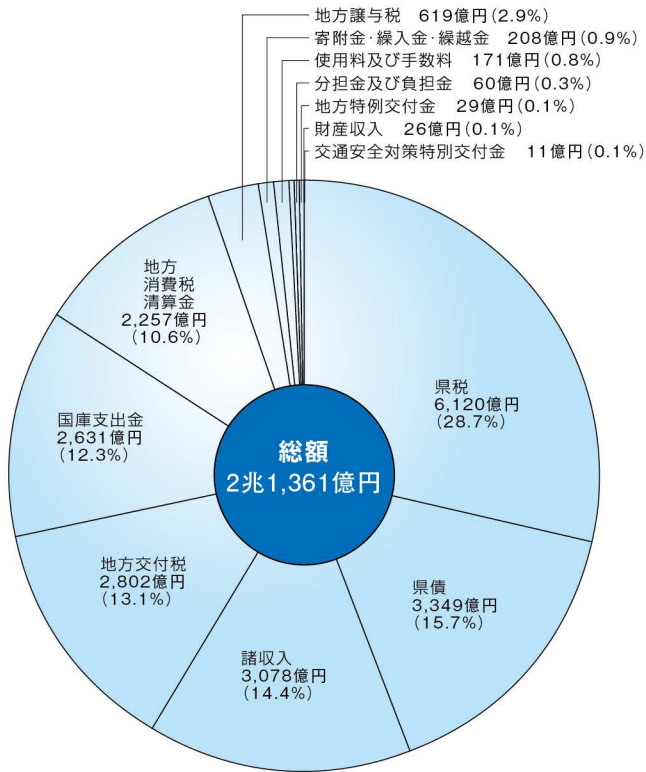 地方譲与税 619億円(2.9%)
寄附金・繰入金・繰越金 208億円(0.9%)
使用料及び手数料 171億円(0.8%)
分担金及び負担金 60億円(0.3%)
地方特例交付金 29億円(0.1%)
財産収入 26億円(0.1%)
交通安全対策特別交付金 11億円(0.1%)
県税
6,120億円
(28.7%)
県債
3,349億円
(15.7%)
諸収入
3,078億円
(14.4%)
地方交付税
2,802億円
(13.1%)
国庫支出金
2,631億円
(12.3%)
地方
消費税
清算金
2,257億円
(10.6%)
総額
2兆1,361億円